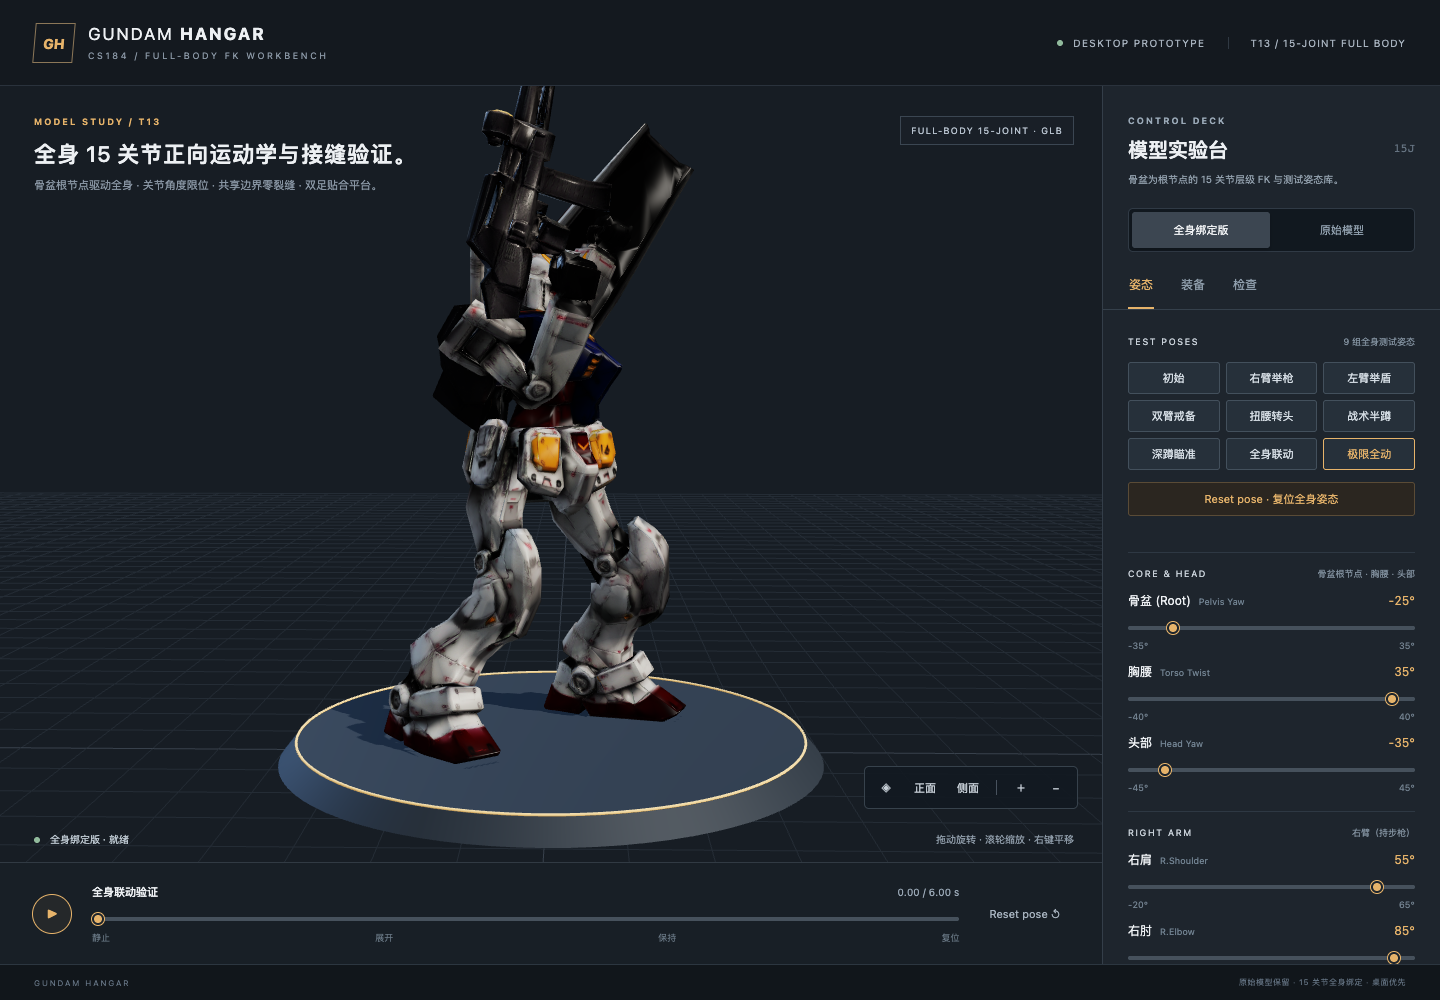 GH
GUNDAM HANGAR
CS184 / FULL-BODY FK WORKBENCH
DESKTOP PROTOTYPE
T13 / 15-JOINT FULL BODY
MODEL STUDY / T13
全身 15 关节正向运动学与接缝验证。
骨盆根节点驱动全身 · 关节角度限位 · 共享边界零裂缝 · 双足贴合平台。
FULL-BODY 15-JOINT · GLB
正面
侧面
+
−
全身绑定版 · 就绪
拖动旋转 · 滚轮缩放 · 右键平移
全身联动验证
0.00 / 6.00 s
静止
展开
保持
复位
Reset pose ↺
CONTROL DECK
模型实验台
15J
骨盆为根节点的 15 关节层级 FK 与测试姿态库。
全身绑定版
原始模型
姿态
装备
检查
TEST POSES
9 组全身测试姿态
初始
右臂举枪
左臂举盾
双臂戒备
扭腰转头
战术半蹲
深蹲瞄准
全身联动
极限全动
Reset pose · 复位全身姿态
CORE & HEAD
骨盆根节点 · 胸腰 · 头部
骨盆 (Root) Pelvis Yaw
-25°
-35°
35°
胸腰 Torso Twist
35°
-40°
40°
头部 Head Yaw
-35°
-45°
45°
RIGHT ARM
右臂（持步枪）
右肩 R.Shoulder
55°
-20°
65°
右肘 R.Elbow
85°
GUNDAM HANGAR
原始模型保留 · 15 关节全身绑定 · 桌面优先